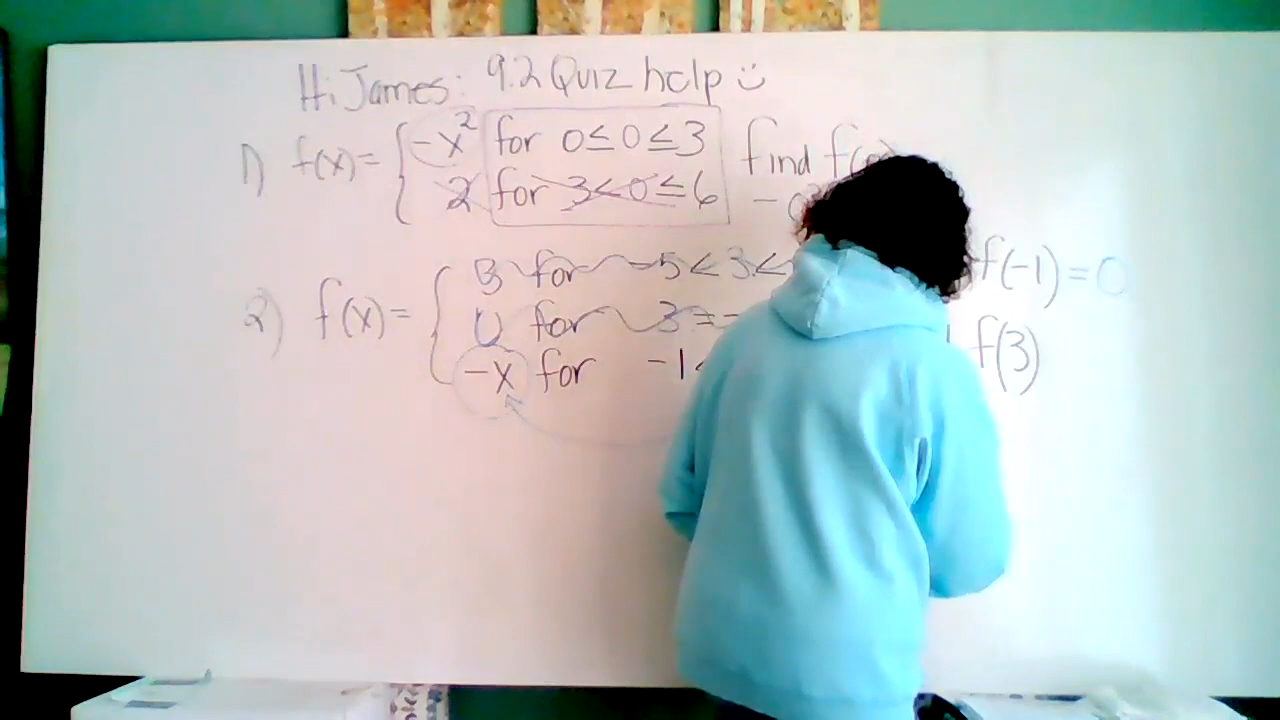 Hi James: 9.2 Quiz help :)
1) f(x) = { -x² for 0 ≤ 0 ≤ 3 find
2 for 3 < 0 ≤ 6 -
3 for -5 < 3 < f(-1) = 0
2) f(x) = { 0 for 3 = f(3)
-x for -1